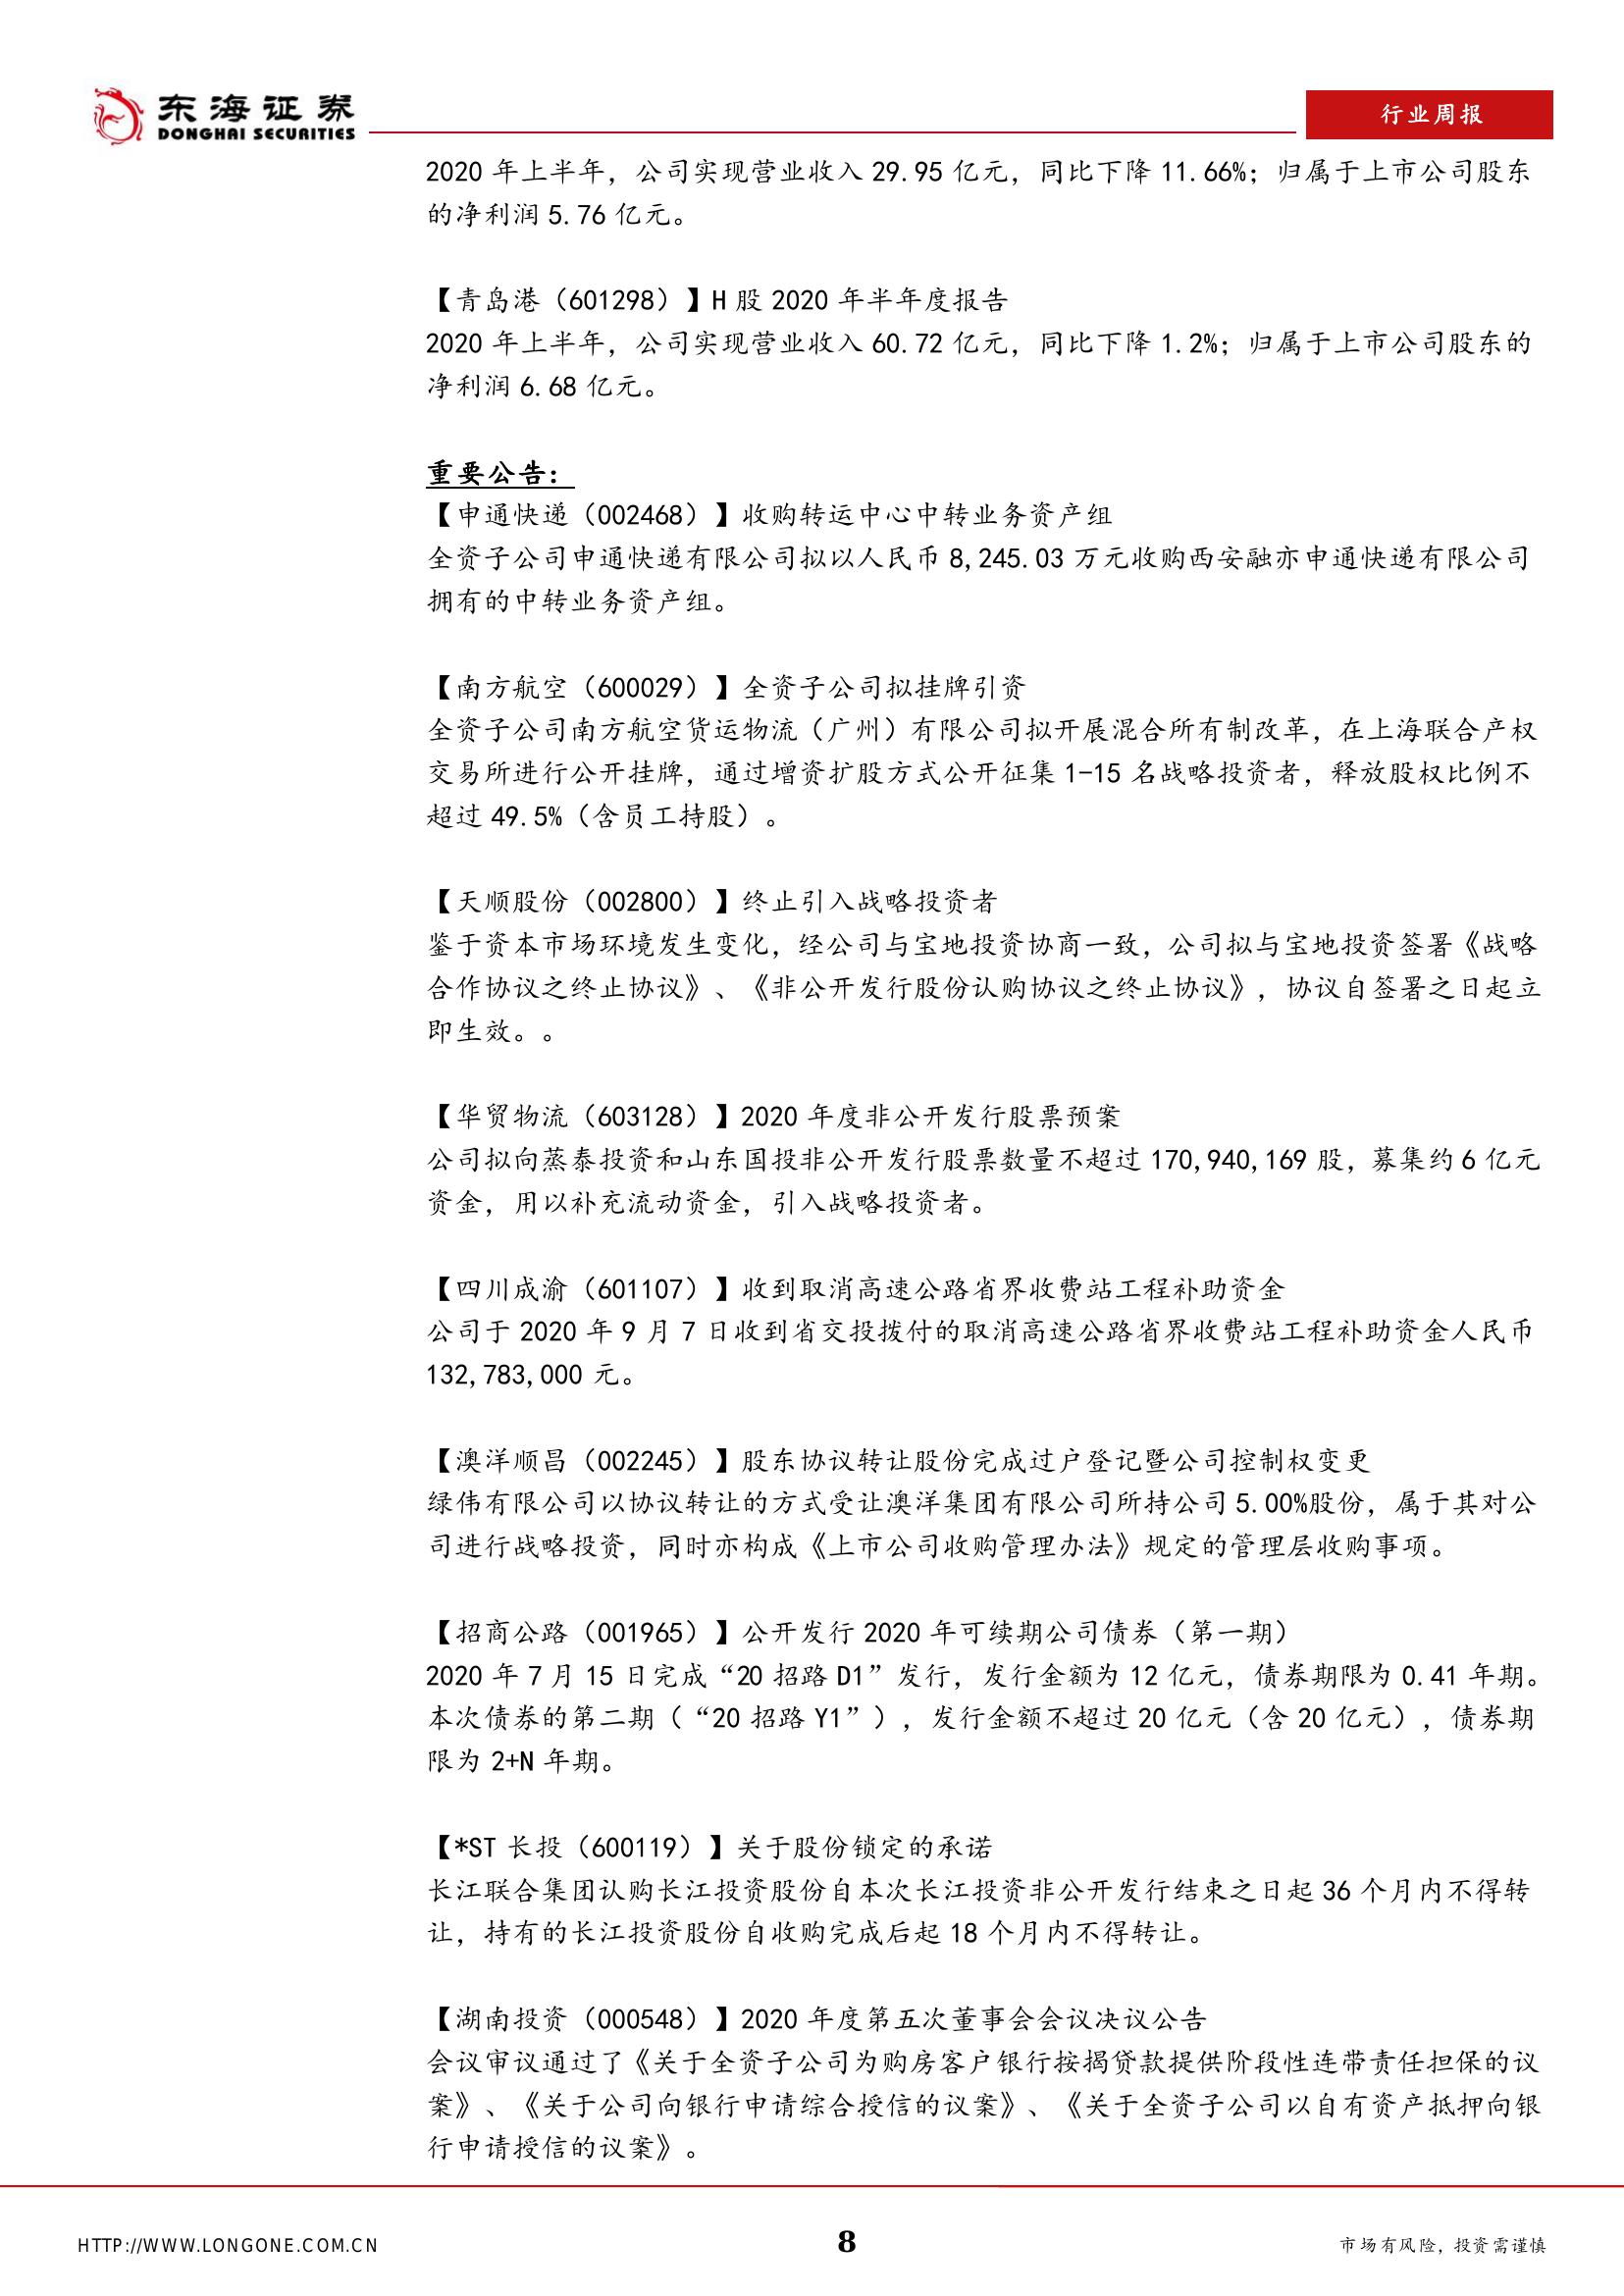 东海证券
DONGHAI SECURITIES
行业周报
2020 年上半年，公司实现营业收入 29.95 亿元，同比下降 11.66%；归属于上市公司股东
的净利润 5.76 亿元。
【青岛港（601298）】H 股 2020 年半年度报告
2020 年上半年，公司实现营业收入 60.72 亿元，同比下降 1.2%；归属于上市公司股东的
净利润 6.68 亿元。
重要公告：
【申通快递（002468）】收购转运中心中转业务资产组
全资子公司申通快递有限公司拟以人民币 8,245.03 万元收购西安融亦申通快递有限公司
拥有的中转业务资产组。
【南方航空（600029）】全资子公司拟挂牌引资
全资子公司南方航空货运物流（广州）有限公司拟开展混合所有制改革，在上海联合产权
交易所进行公开挂牌，通过增资扩股方式公开征集 1-15 名战略投资者，释放股权比例不
超过 49.5%（含员工持股）。
【天顺股份（002800）】终止引入战略投资者
鉴于资本市场环境发生变化，经公司与宝地投资协商一致，公司拟与宝地投资签署《战略
合作协议之终止协议》、《非公开发行股份认购协议之终止协议》，协议自签署之日起立
即生效。。
【华贸物流（603128）】2020 年度非公开发行股票预案
公司拟向蒸泰投资和山东国投非公开发行股票数量不超过 170,940,169 股，募集约 6 亿元
资金，用以补充流动资金，引入战略投资者。
【四川成渝（601107）】收到取消高速公路省界收费站工程补助资金
公司于 2020 年 9 月 7 日收到省交投拨付的取消高速公路省界收费站工程补助资金人民币
132,783,000 元。
【澳洋顺昌（002245）】股东协议转让股份完成过户登记暨公司控制权变更
绿伟有限公司以协议转让的方式受让澳洋集团有限公司所持公司 5.00%股份，属于其对公
司进行战略投资，同时亦构成《上市公司收购管理办法》规定的管理层收购事项。
【招商公路（001965）】公开发行 2020 年可续期公司债券（第一期）
2020 年 7 月 15 日完成“20 招路 D1”发行，发行金额为 12 亿元，债券期限为 0.41 年期。
本次债券的第二期（“20 招路 Y1”），发行金额不超过 20 亿元（含 20 亿元），债券期
限为 2+N 年期。
【*ST 长投（600119）】关于股份锁定的承诺
长江联合集团认购长江投资股份自本次长江投资非公开发行结束之日起 36 个月内不得转
让，持有的长江投资股份自收购完成后起 18 个月内不得转让。
【湖南投资（000548）】2020 年度第五次董事会会议决议公告
会议审议通过了《关于全资子公司为购房客户银行按揭贷款提供阶段性连带责任担保的议
案》、《关于公司向银行申请综合授信的议案》、《关于全资子公司以自有资产抵押向银
行申请授信的议案》。
HTTP://WWW.LONGONE.COM.CN
8
市场有风险，投资需谨慎